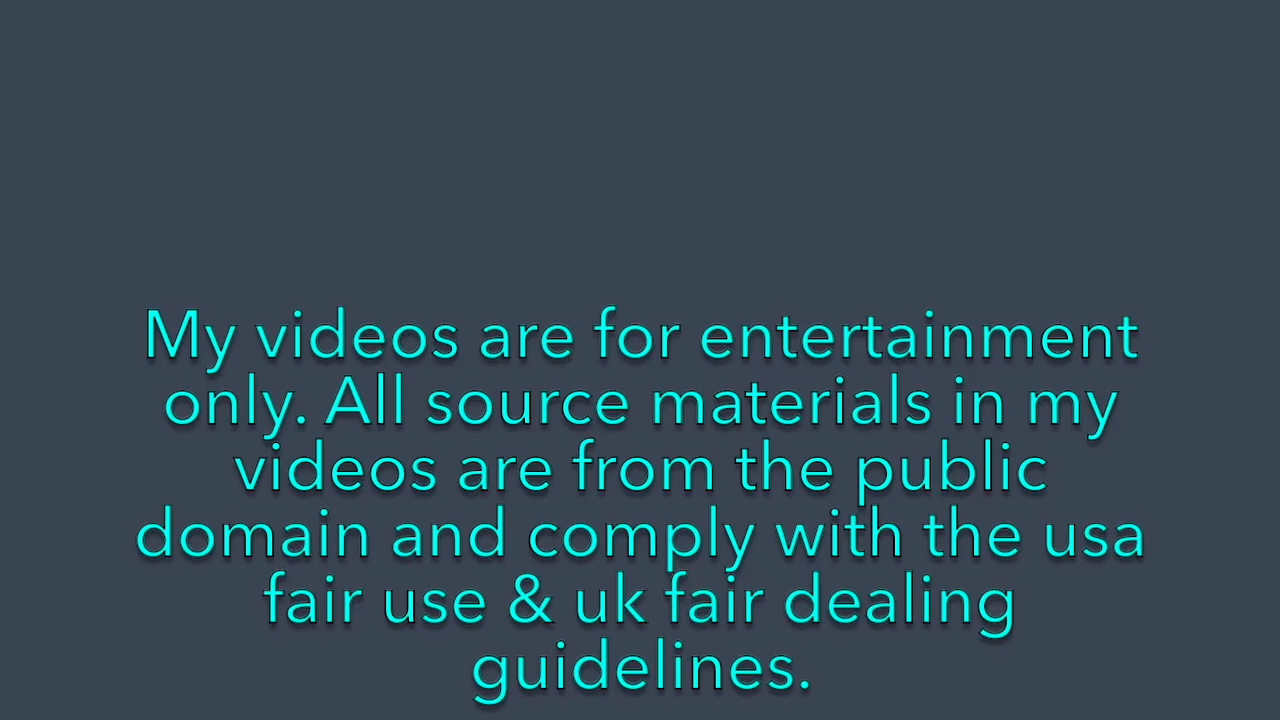 My videos are for entertainment
only. All source materials in my
videos are from the public
domain and comply with the usa
fair use & uk fair dealing
guidelines.